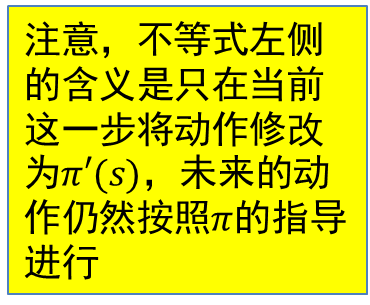 注意，不等式左侧
的含义是只在当前
这一步将动作修改
为π′(s)，未来的动
作仍然按照π的指导
进行